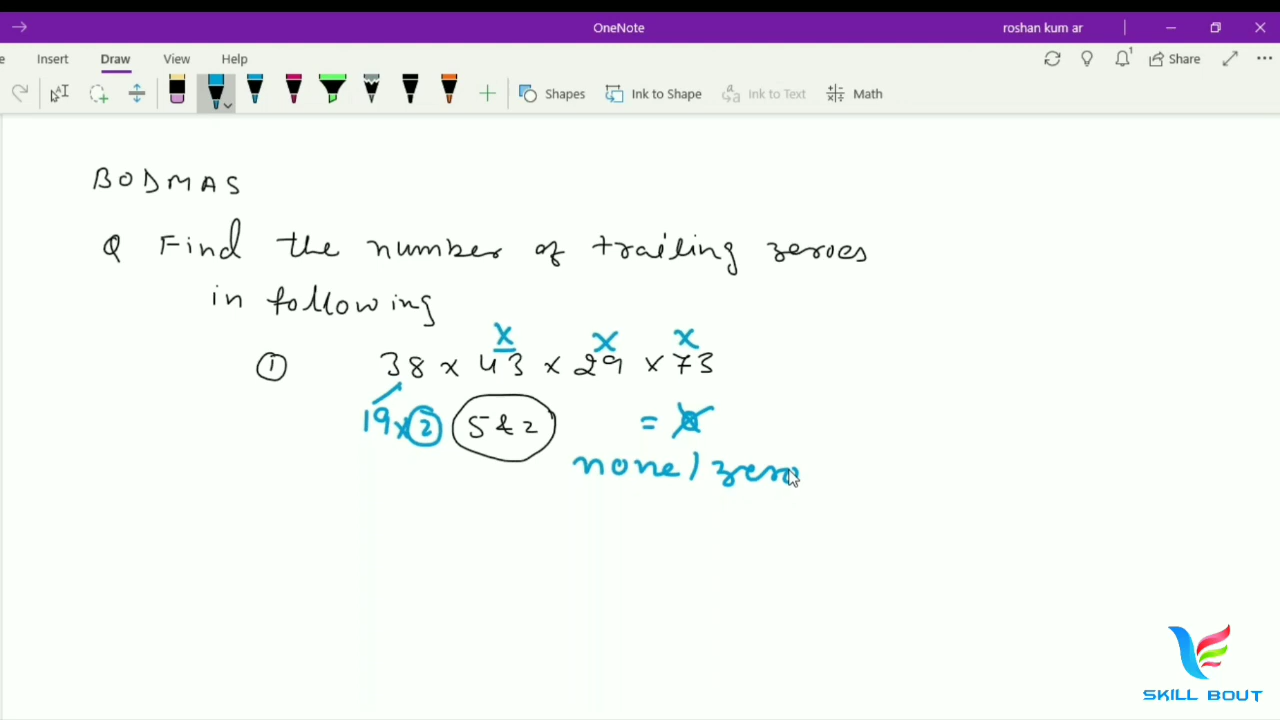 OneNote
roshan kum ar
Insert
Draw
View
Help
1
Share
Shapes
Ink to Shape
Ink to Text
Math
BODMAS
Q Find the number of trailing zeroes
in following
x x x
① 38 x 43 x 29 x 73
19x2 5 & 2 =
none / zero
SKILL BOUT